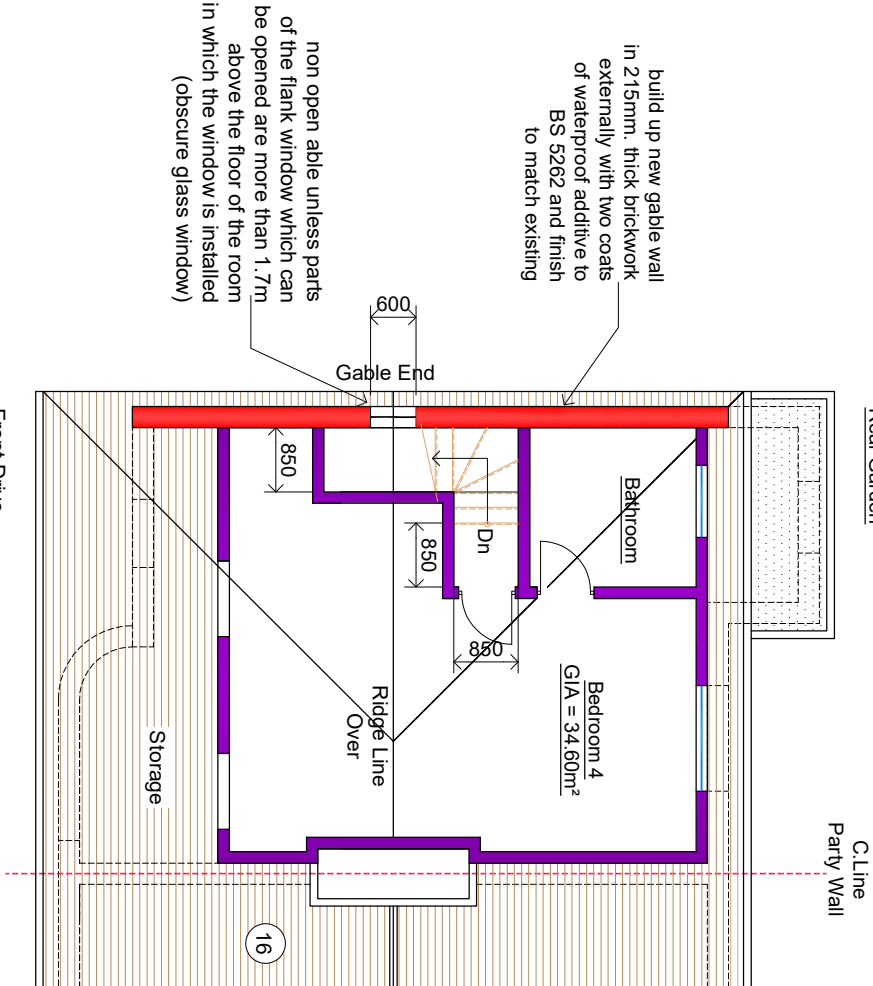 build up new gable wall
in 215mm. thick brickwork
externally with two coats
of waterproof additive to
BS 5262 and finish
to match existing
non open able unless parts
of the flank window which can
be opened are more than 1.7m
above the floor of the room
in which the window is installed
(obscure glass window)
600
Gable End
Rear Garden
850
Bathroom
Dn
850
850
Bedroom 4
GIA = 34.60m²
Ridge Line
Over
Storage
C.Line
Party Wall
16
Front Drive